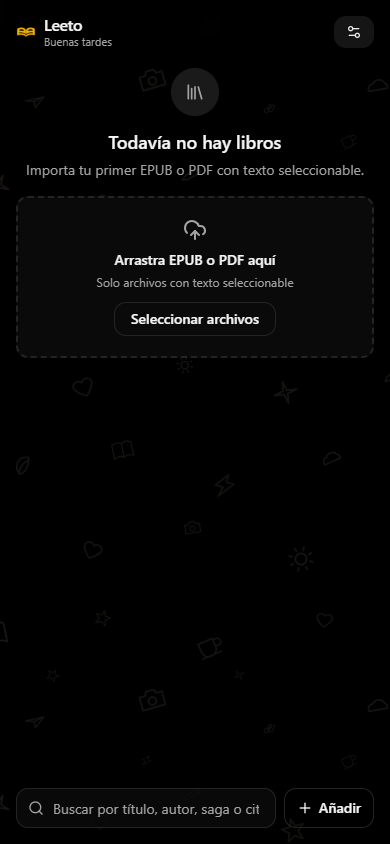 Leeto
Buenas tardes
Todavía no hay libros
Importa tu primer EPUB o PDF con texto seleccionable.
Arrastra EPUB o PDF aquí
Solo archivos con texto seleccionable
Seleccionar archivos
Buscar por título, autor, saga o cit
Añadir